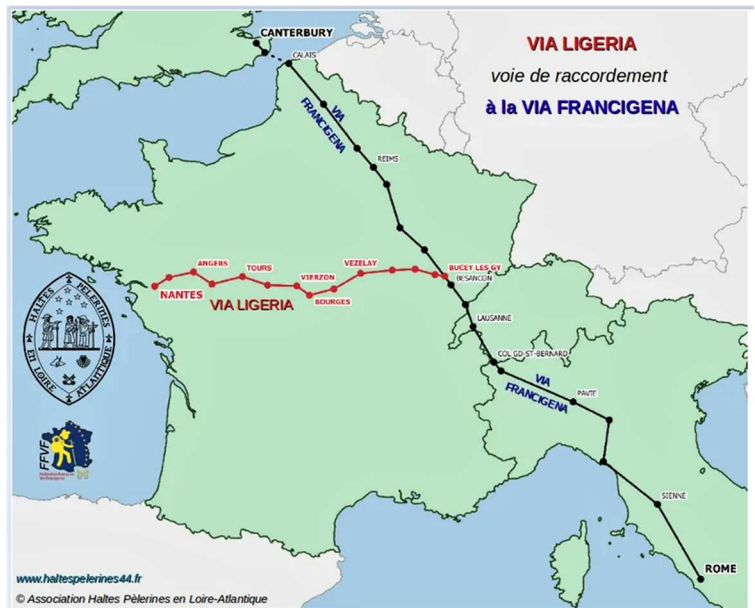 CANTERBURY
CALAIS
VIA LIGERIA
voie de raccordement
à la VIA FRANCIGENA
VIA
FRANCIGENA
REIMS
ANGERS
TOURS
VIERZON
VEZELAY
BUCEY LES GY
BESANCON
NANTES
VIA LIGERIA
BOURGES
LAUSANNE
COL GD-ST-BERNARD
VIA
FRANCIGENA
PAVIE
SIENNE
ROME
HALTES PELERINES
EN LOIRE ATLANTIQUE
FFVF
www.haltespelerines44.fr
© Association Haltes Pèlerines en Loire-Atlantique